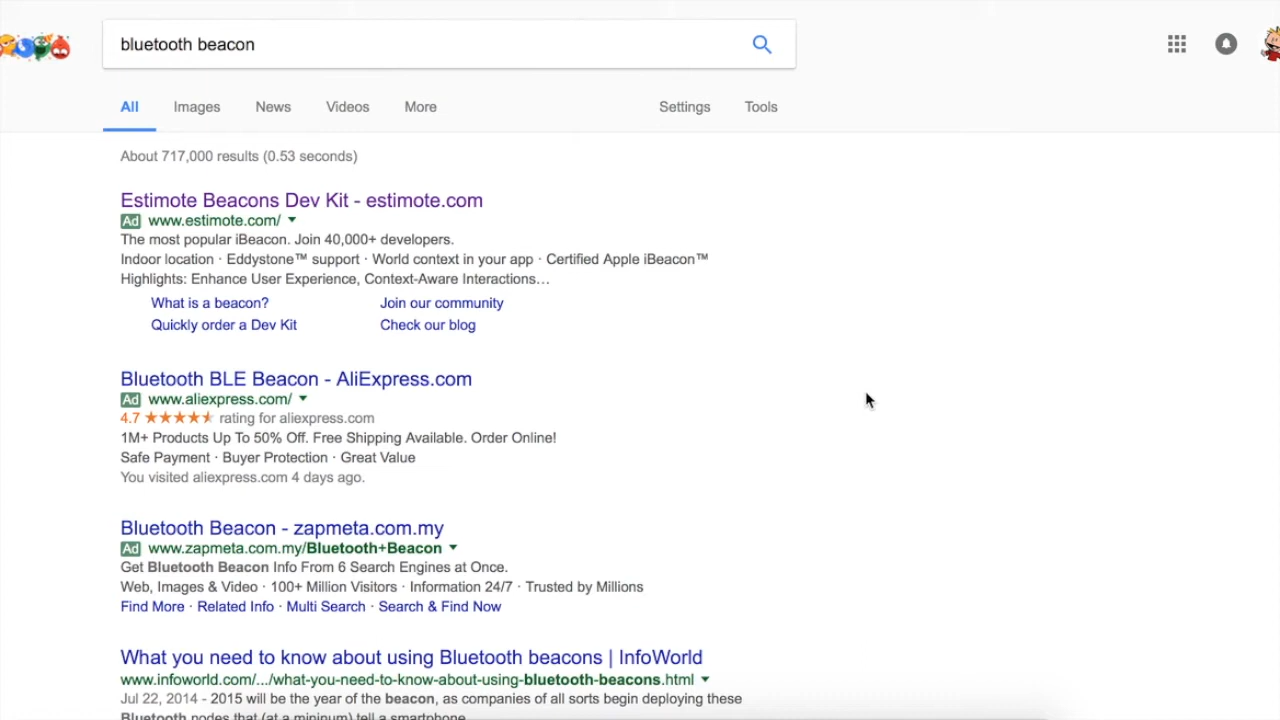 bluetooth beacon
All Images News Videos More Settings Tools
About 717,000 results (0.53 seconds)
Estimote Beacons Dev Kit - estimote.com
Ad www.estimote.com/
The most popular iBeacon. Join 40,000+ developers.
Indoor location · Eddystone™ support · World context in your app · Certified Apple iBeacon™
Highlights: Enhance User Experience, Context-Aware Interactions…
What is a beacon? Join our community
Quickly order a Dev Kit Check our blog
Bluetooth BLE Beacon - AliExpress.com
Ad www.aliexpress.com/
4.7 ★★★★★ rating for aliexpress.com
1M+ Products Up To 50% Off. Free Shipping Available. Order Online!
Safe Payment · Buyer Protection · Great Value
You visited aliexpress.com 4 days ago.
Bluetooth Beacon - zapmeta.com.my
Ad www.zapmeta.com.my/Bluetooth+Beacon
Get Bluetooth Beacon Info From 6 Search Engines at Once.
Web, Images & Video · 100+ Million Visitors · Information 24/7 · Trusted by Millions
Find More · Related Info · Multi Search · Search & Find Now
What you need to know about using Bluetooth beacons | InfoWorld
www.infoworld.com/.../what-you-need-to-know-about-using-bluetooth-beacons.html
Jul 22, 2014 - 2015 will be the year of the beacon, as companies of all sorts begin deploying these
Bluetooth nodes that (at a mininum) tell a smartphone